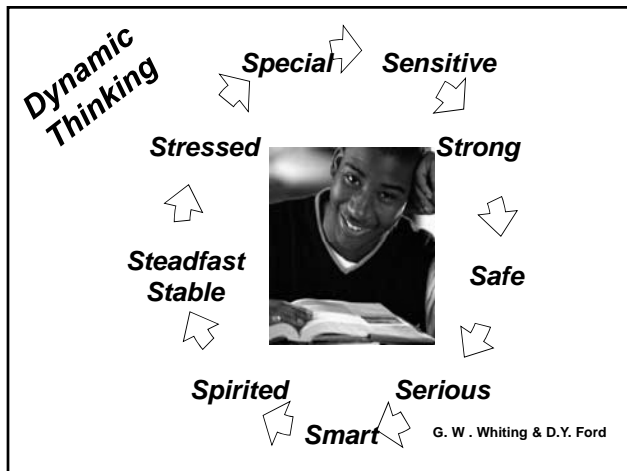 Dynamic
Thinking
Special
Sensitive
Strong
Safe
Serious
Smart
Spirited
Steadfast
Stable
Stressed
G. W . Whiting & D.Y. Ford